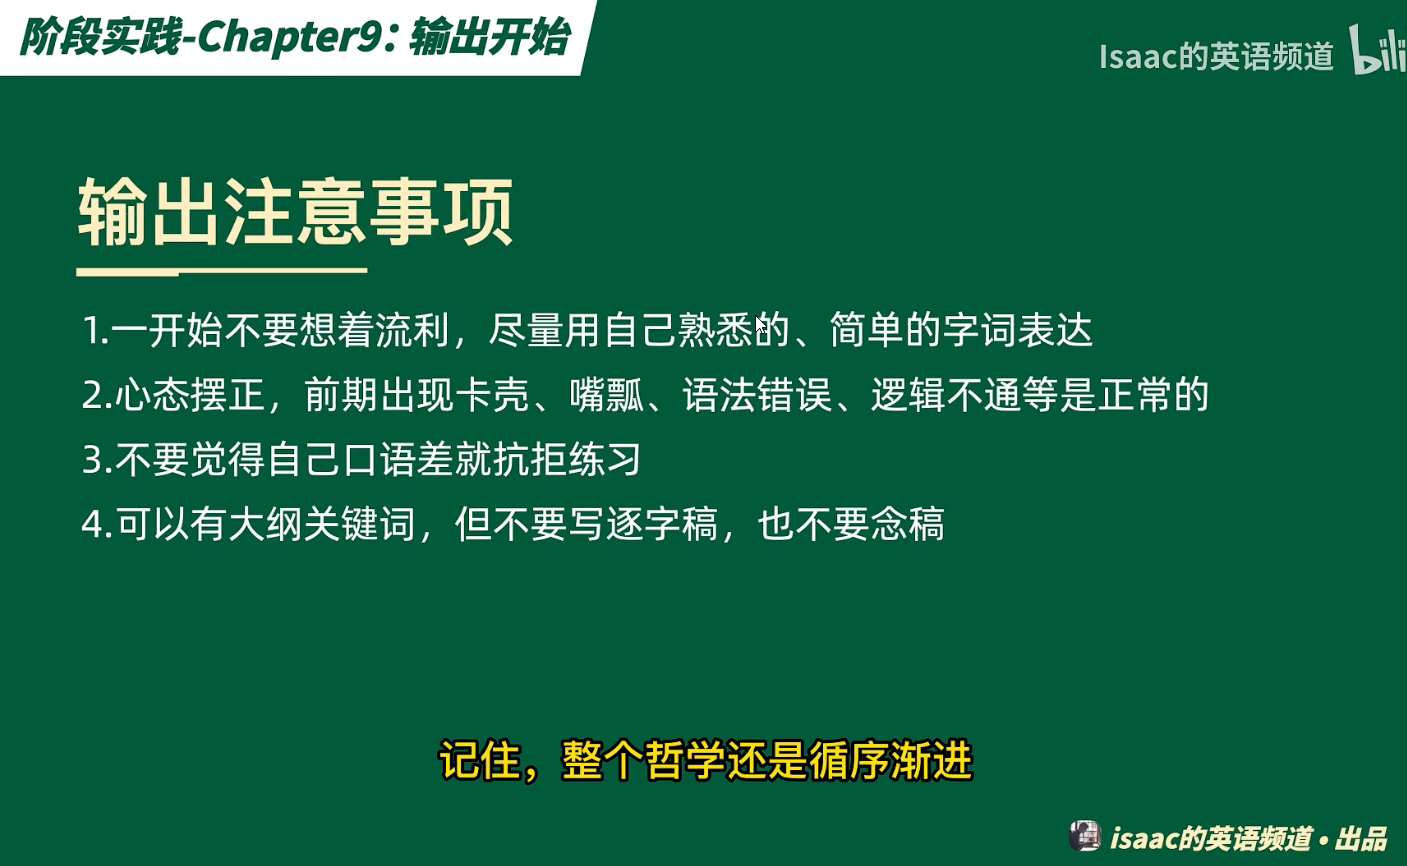 阶段实践-Chapter9：输出开始
Isaac的英语频道 bili
输出注意事项
1.一开始不要想着流利，尽量用自己熟悉的、简单的字词表达
2.心态摆正，前期出现卡壳、嘴瓢、语法错误、逻辑不通等是正常的
3.不要觉得自己口语差就抗拒练习
4.可以有大纲关键词，但不要写逐字稿，也不要念稿
记住，整个哲学还是循序渐进
isaac的英语频道·出品